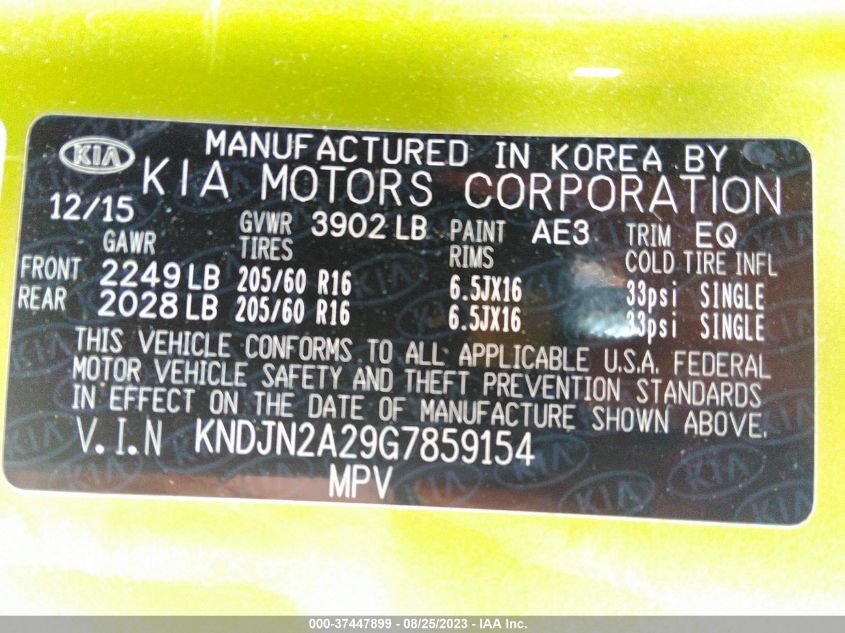 KIA MANUFACTURED IN KOREA BY
KIA MOTORS CORPORATION
12/15 GVWR 3902 LB PAINT AE3 TRIM EQ
GAWR TIRES RIMS COLD TIRE INFL
FRONT 2249 LB 205/60 R16 6.5JX16 33psi SINGLE
REAR 2028 LB 205/60 R16 6.5JX16 33psi SINGLE
THIS VEHICLE CONFORMS TO ALL APPLICABLE U.S.A. FEDERAL
MOTOR VEHICLE SAFETY AND THEFT PREVENTION STANDARDS
IN EFFECT ON THE DATE OF MANUFACTURE SHOWN ABOVE.
V.I.N KNDJN2A29G7859154
MPV
000-37447899 - 08/25/2023 - IAA Inc.